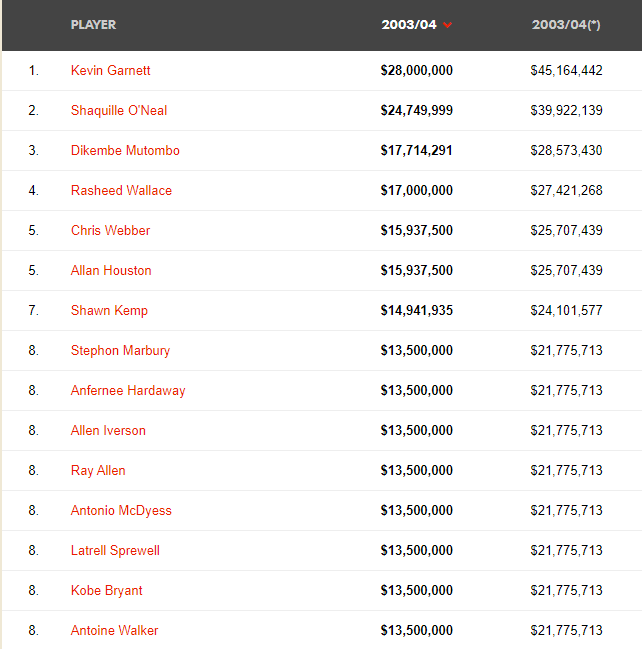 PLAYER 2003/04 2003/04(*)
1. Kevin Garnett $28,000,000 $45,164,442
2. Shaquille O'Neal $24,749,999 $39,922,139
3. Dikembe Mutombo $17,714,291 $28,573,430
4. Rasheed Wallace $17,000,000 $27,421,268
5. Chris Webber $15,937,500 $25,707,439
5. Allan Houston $15,937,500 $25,707,439
7. Shawn Kemp $14,941,935 $24,101,577
8. Stephon Marbury $13,500,000 $21,775,713
8. Anfernee Hardaway $13,500,000 $21,775,713
8. Allen Iverson $13,500,000 $21,775,713
8. Ray Allen $13,500,000 $21,775,713
8. Antonio McDyess $13,500,000 $21,775,713
8. Latrell Sprewell $13,500,000 $21,775,713
8. Kobe Bryant $13,500,000 $21,775,713
8. Antoine Walker $13,500,000 $21,775,713